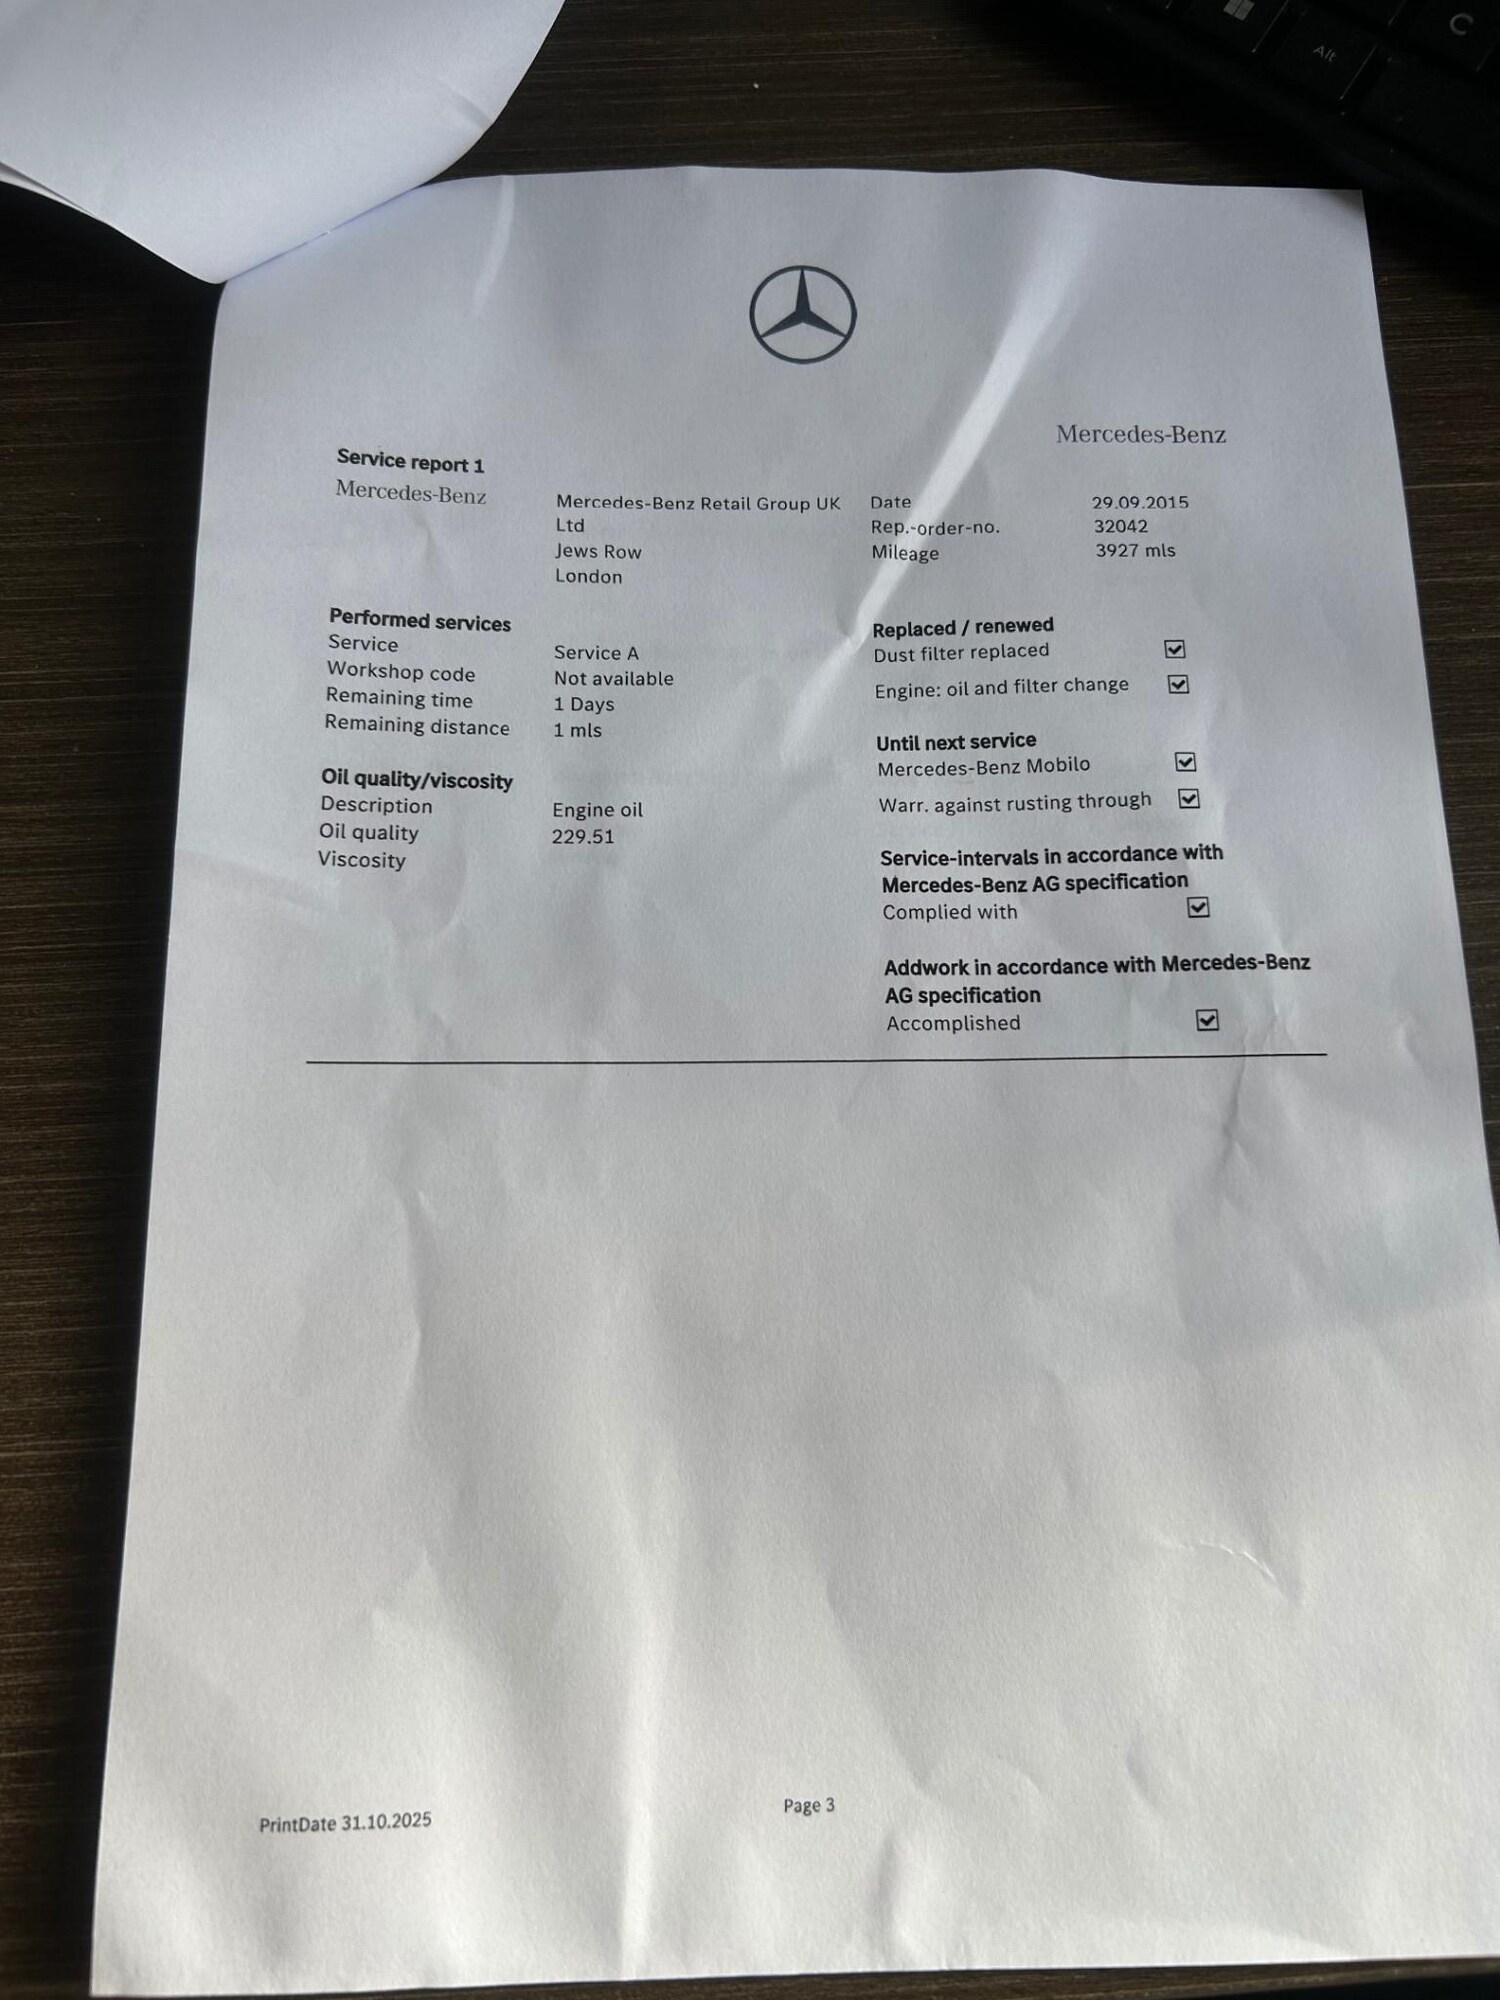 Alt
C
Mercedes-Benz
Service report 1
Mercedes-Benz
Mercedes-Benz Retail Group UK
Ltd
Jews Row
London
Date 29.09.2015
Rep.-order-no. 32042
Mileage 3927 mls
Performed services
Service Service A
Workshop code Not available
Remaining time 1 Days
Remaining distance 1 mls
Oil quality/viscosity
Description Engine oil
Oil quality 229.51
Viscosity
Replaced / renewed
Dust filter replaced
Engine: oil and filter change
Until next service
Mercedes-Benz Mobilo
Warr. against rusting through
Service-intervals in accordance with
Mercedes-Benz AG specification
Complied with
Addwork in accordance with Mercedes-Benz
AG specification
Accomplished
PrintDate 31.10.2025
Page 3